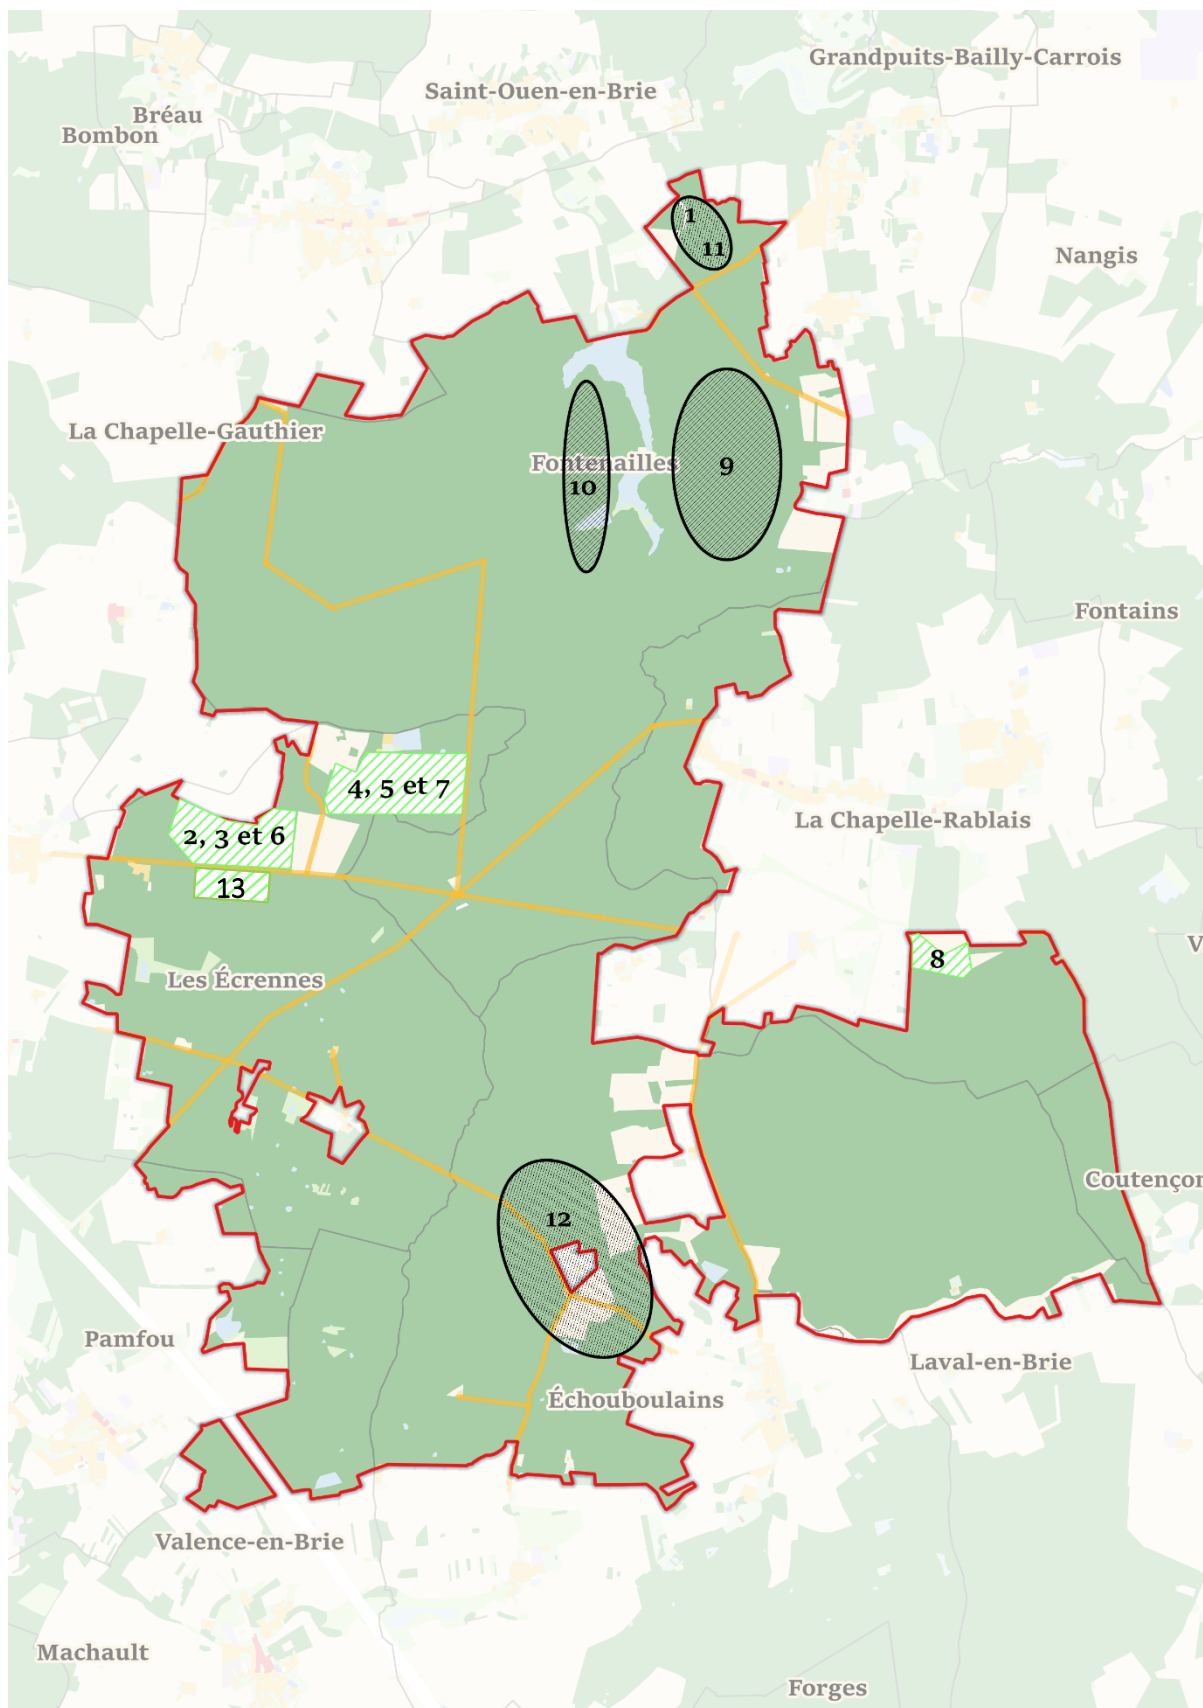 Grandpuits-Bailly-Carrois
Saint-Ouen-en-Brie
Bréau
Bombon
1
11
Nangis
La Chapelle-Gauthier
Fontenailles
9
10
Fontains
4, 5 et 7
2, 3 et 6
La Chapelle-Rablais
13
V
8
Les Écrennes
Coutençon
12
Pamfou
Laval-en-Brie
Échouboulains
Valence-en-Brie
Machault
Forges